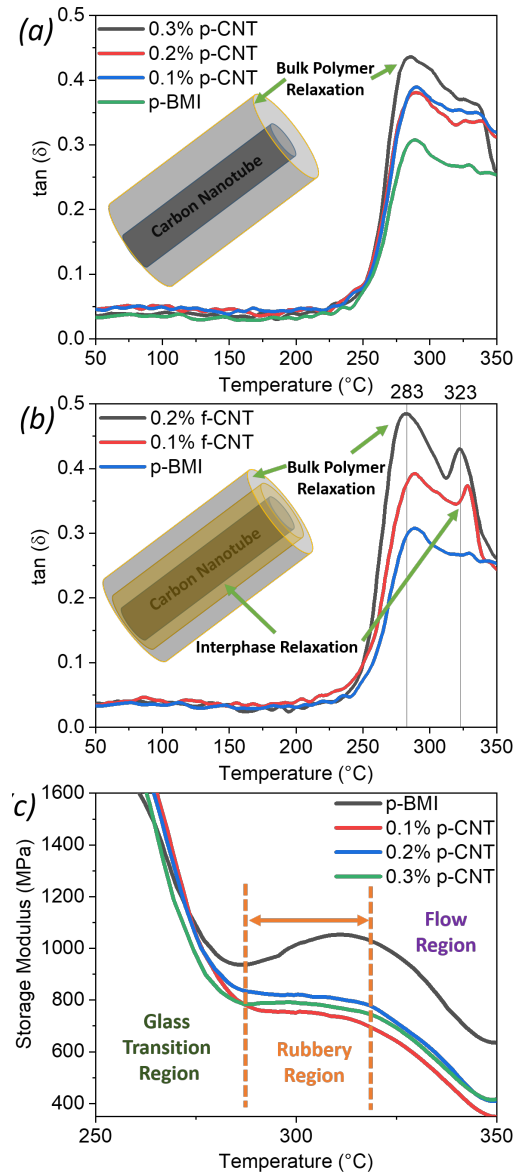 (a)
0.3% p-CNT
0.2% p-CNT
0.1% p-CNT
p-BMI
Bulk Polymer
Relaxation
Carbon Nanotube
tan (δ)
0.5
0.4
0.3
0.2
0.1
0.0
50 100 150 200 250 300 350
Temperature (°C)
283 323
(b)
0.2% f-CNT
0.1% f-CNT
p-BMI
Bulk Polymer
Relaxation
Carbon Nanotube
Interphase Relaxation
tan (δ)
0.5
0.4
0.3
0.2
0.1
0.0
50 100 150 200 250 300 350
Temperature (°C)
(c)
p-BMI
0.1% p-CNT
0.2% p-CNT
0.3% p-CNT
Flow
Region
Glass
Transition
Region
Rubbery
Region
Storage Modulus (MPa)
1600
1400
1200
1000
800
600
400
250 300 350
Temperature (°C)